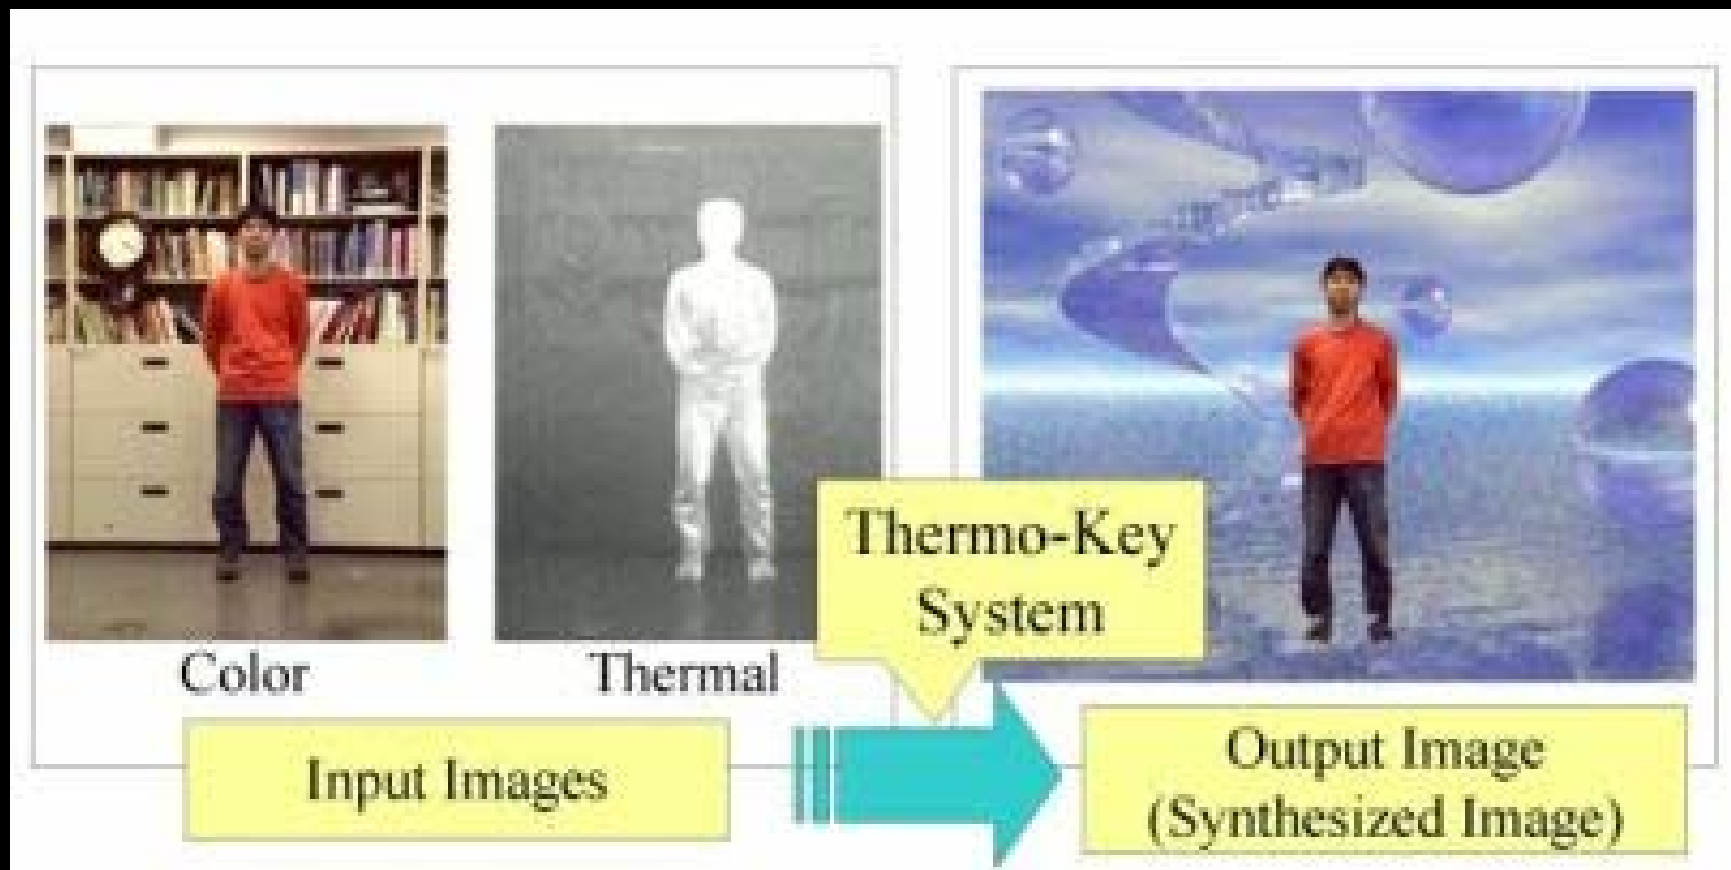 Color
Thermal
Thermo-Key
System
Input Images
Output Image
(Synthesized Image)